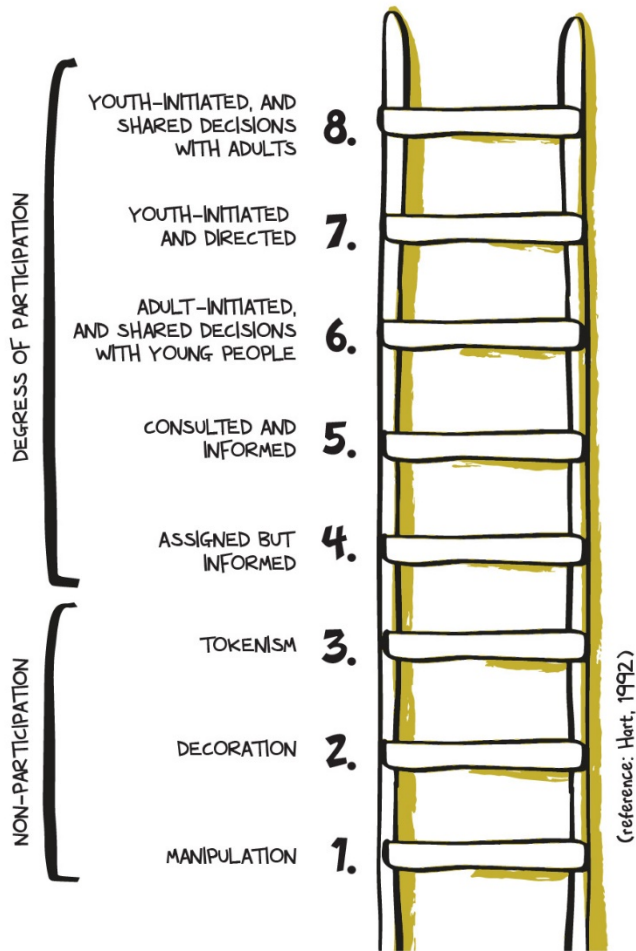 DEGRESS OF PARTICIPATION
YOUTH-INITIATED, AND
SHARED DECISIONS
WITH ADULTS
8.
YOUTH-INITIATED
AND DIRECTED
7.
ADULT-INITIATED,
AND SHARED DECISIONS
WITH YOUNG PEOPLE
6.
CONSULTED AND
INFORMED
5.
ASSIGNED BUT
INFORMED
4.
NON-PARTICIPATION
TOKENISM
3.
DECORATION
2.
MANIPULATION
1.
(reference: Hart, 1992)